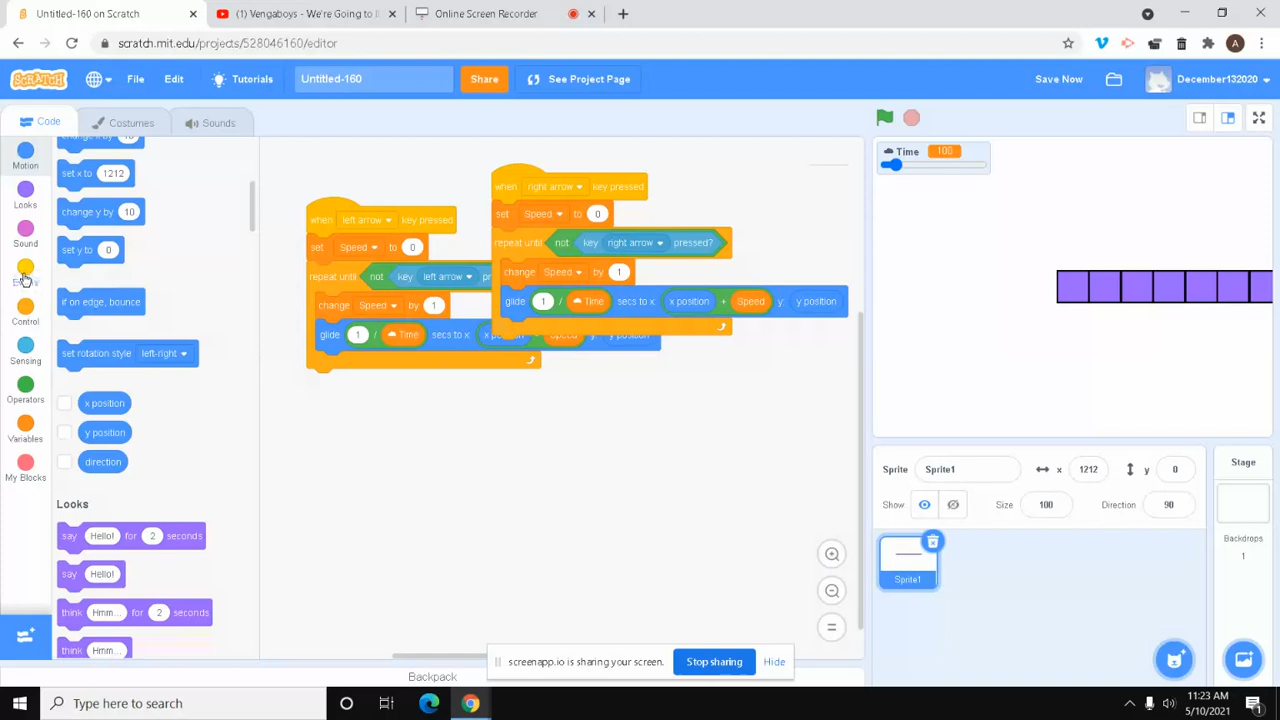 Untitled-160 on Scratch
(1) Vengaboys - We're Going to I
Online Screen Recorder
scratch.mit.edu/projects/528046160/editor
A
SCRATCH
File
Edit
Tutorials
Untitled-160
Share
See Project Page
Save Now
December132020
Code
Costumes
Sounds
Motion
Looks
Sound
Control
Sensing
Operators
Variables
My Blocks
set x to 1212
change y by 10
set y to 0
if on edge, bounce
set rotation style left-right
x position
y position
direction
Looks
say Hello! for 2 seconds
say Hello!
think Hmm... for 2 seconds
think Hmm...
when left arrow key pressed
set Speed to 0
repeat until not key left arrow
change Speed by 1
glide 1 / Time secs to x:
when right arrow key pressed
set Speed to 0
repeat until not key right arrow pressed?
change Speed by 1
glide 1 / Time secs to x: x position + Speed y: y position
Time 100
Sprite Sprite1
x 1212
y 0
Show
Size 100
Direction 90
Sprite1
Stage
Backdrops
1
screenapp.io is sharing your screen.
Stop sharing
Hide
Backpack
Type here to search
11:23 AM
5/10/2021
1